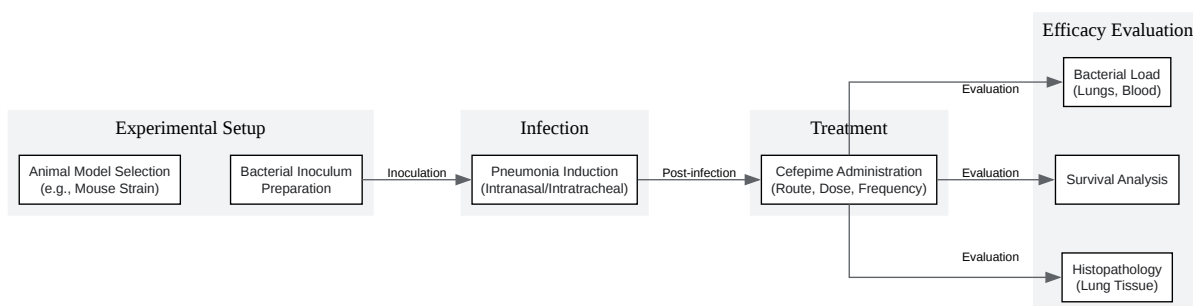 Experimental Setup
Animal Model Selection
(e.g., Mouse Strain)
Bacterial Inoculum
Preparation
Inoculation
Infection
Pneumonia Induction
(Intranasal/Intratracheal)
Post-infection
Treatment
Cefepime Administration
(Route, Dose, Frequency)
Evaluation
Evaluation
Evaluation
Efficacy Evaluation
Bacterial Load
(Lungs, Blood)
Survival Analysis
Histopathology
(Lung Tissue)